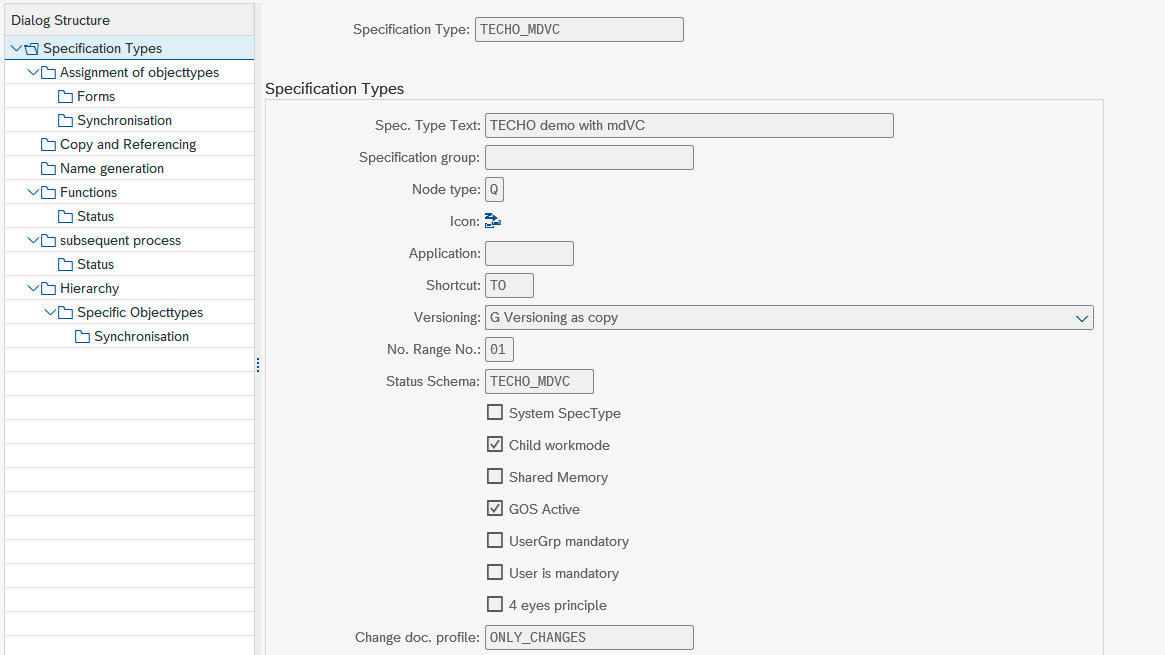 Dialog Structure
Specification Types
Assignment of objecttypes
Forms
Synchronisation
Copy and Referencing
Name generation
Functions
Status
subsequent process
Status
Hierarchy
Specific Objecttypes
Synchronisation
Specification Type: TECHO_MDVC
Specification Types
Spec. Type Text: TECHO demo with mdVC
Specification group:
Node type: Q
Icon:
Application:
Shortcut: TO
Versioning: G Versioning as copy
No. Range No.: 01
Status Schema: TECHO_MDVC
System SpecType
Child workmode
Shared Memory
GOS Active
UserGrp mandatory
User is mandatory
4 eyes principle
Change doc. profile: ONLY_CHANGES